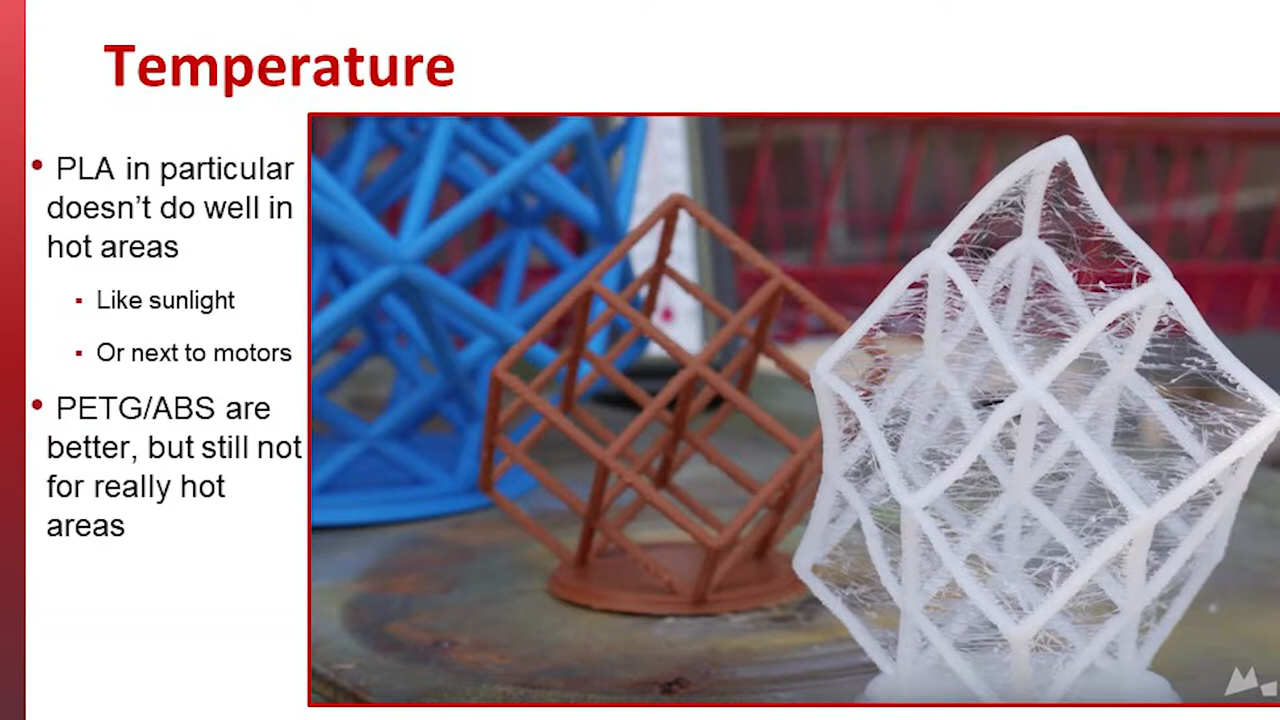 Temperature
• PLA in particular
doesn’t do well in
hot areas
▪ Like sunlight
▪ Or next to motors
• PETG/ABS are
better, but still not
for really hot
areas